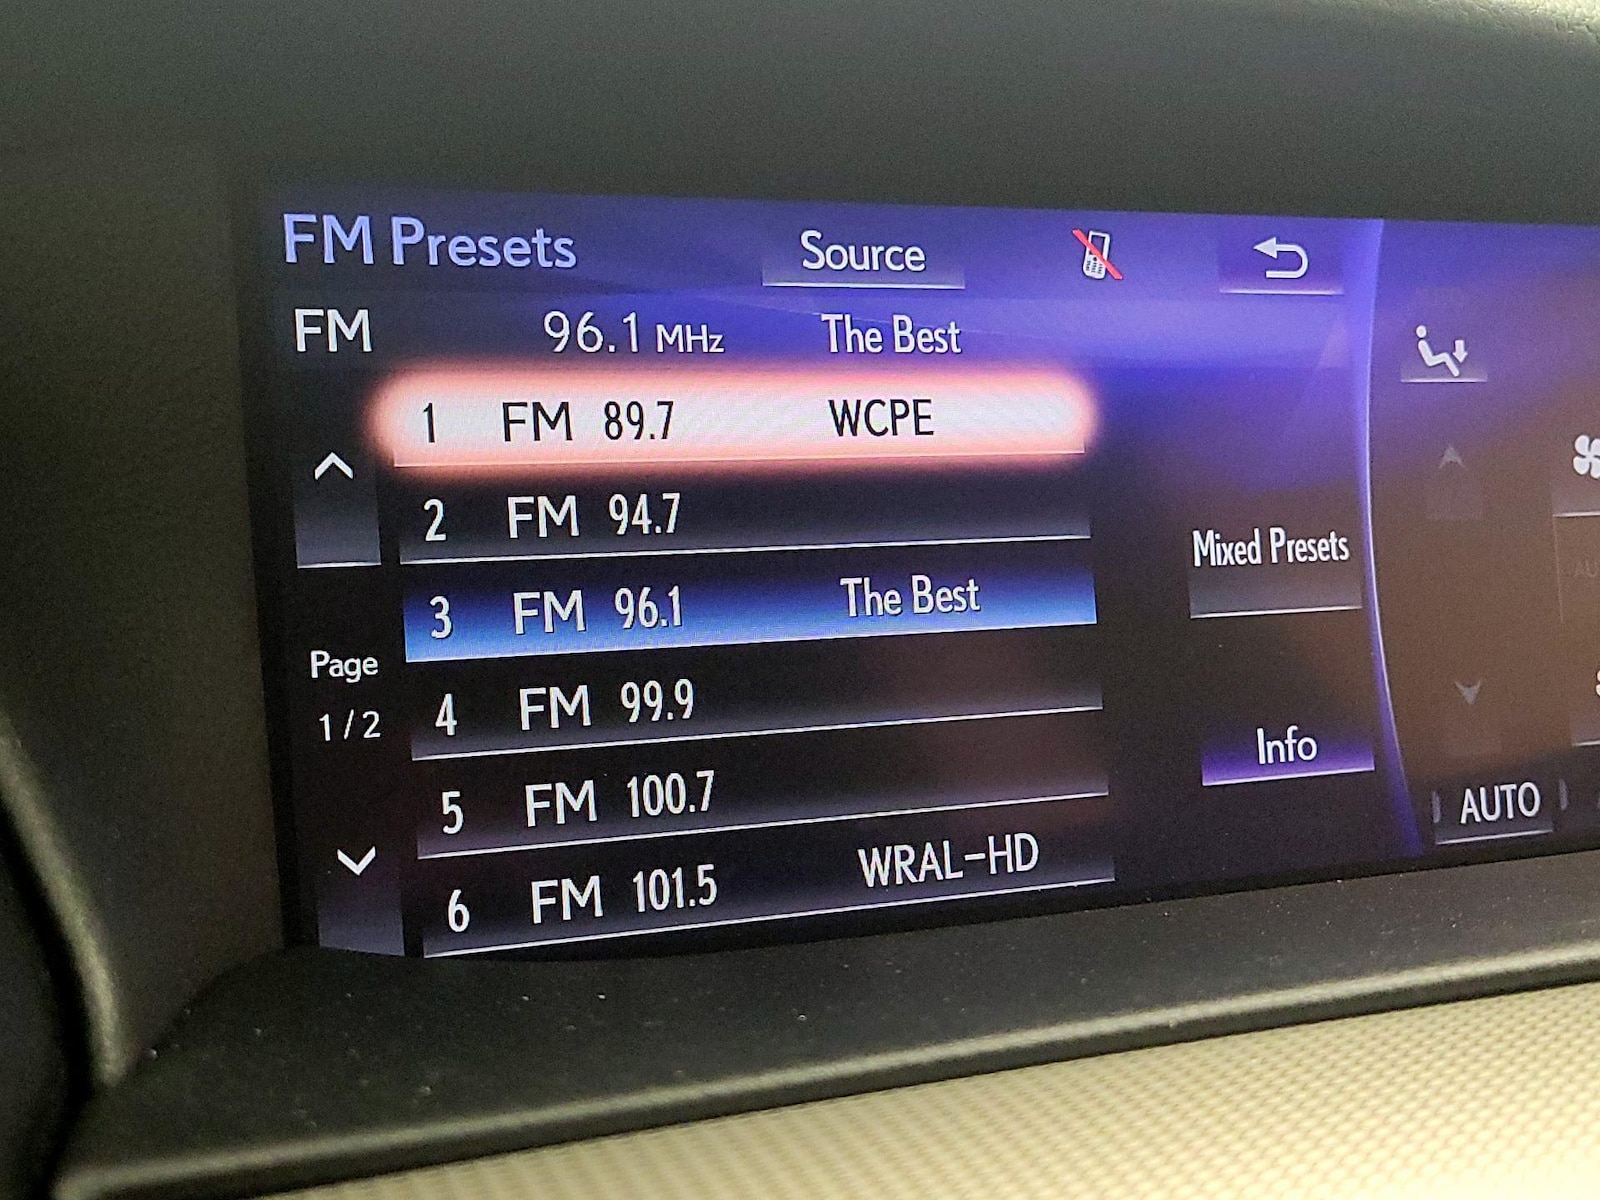 FM Presets Source
FM 96.1 MHz The Best
1 FM 89.7 WCPE
2 FM 94.7
3 FM 96.1 The Best
4 FM 99.9
5 FM 100.7
6 FM 101.5 WRAL-HD
Page
1/2
Mixed Presets
Info
AUTO